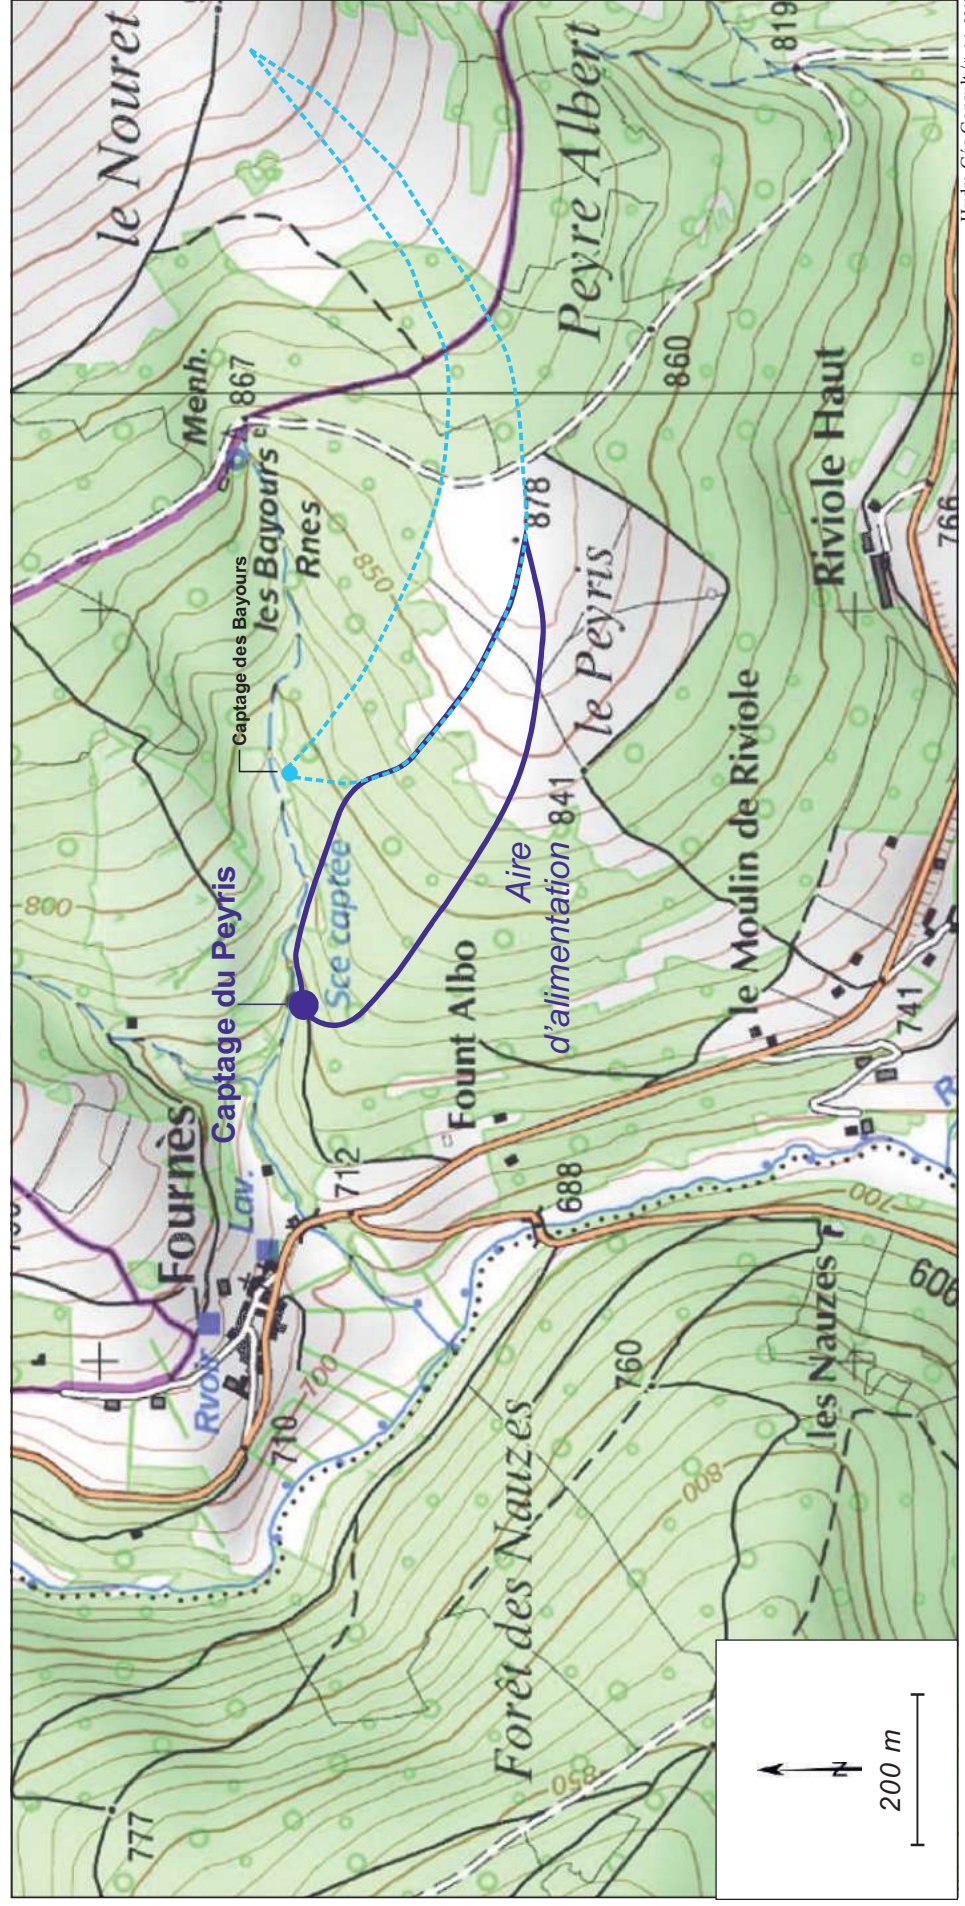 le Nouret
Peyre Albert
819
Menh.
867
les Bayours
Rnes
860
Riviole Haut
766
878
850
Captage des Bayours
le Peyris
le Moulin de Riviole
841
800
Captage du Peyris
Sce captée
Aire
d'alimentation
Fount Albo
741
Fournès
Lav.
712
688
700
609
Rvoir
710
700
760
les Nauzes
800
Forêt des Nauzes
850
777
N
200 m